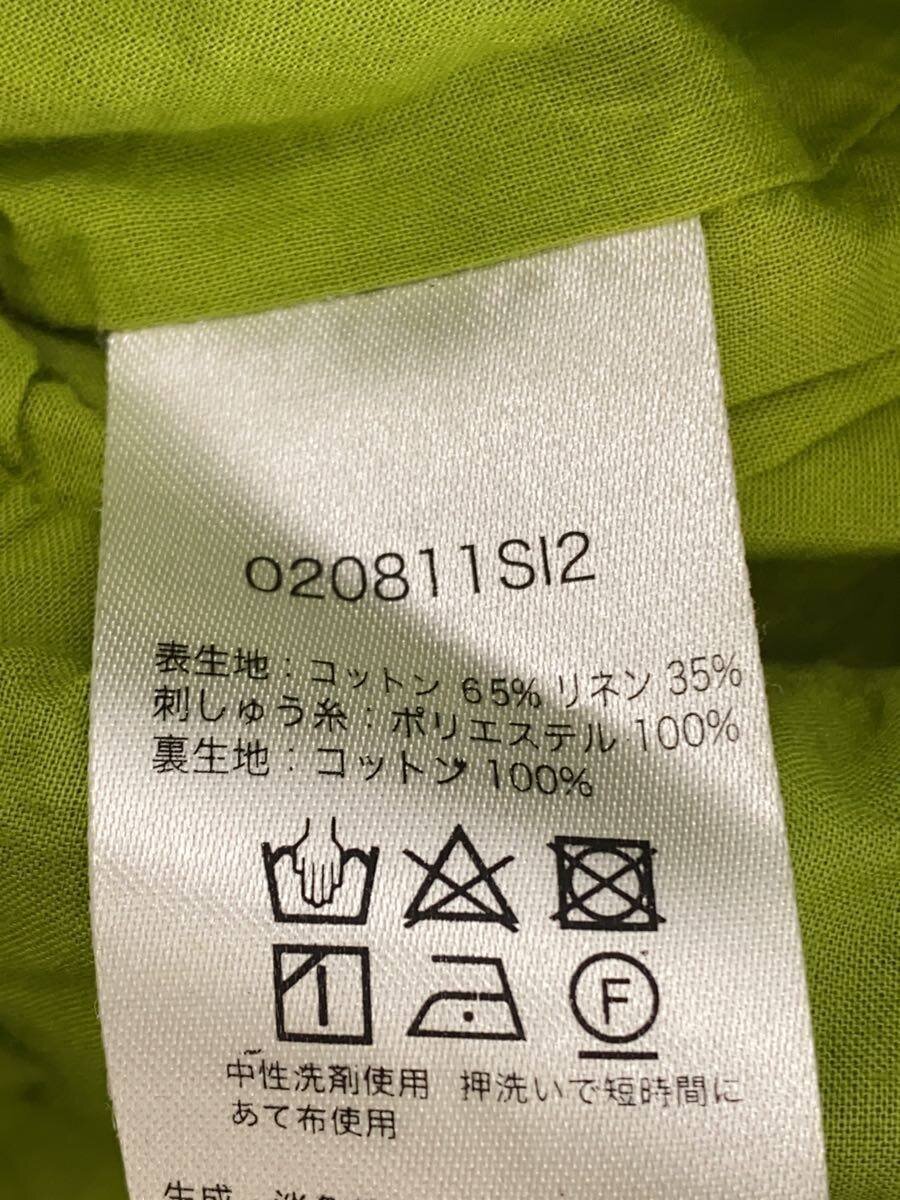 020811SI2
表生地：コットン 65% リネン 35%
刺しゅう糸：ポリエステル 100%
裏生地：コットン 100%
F
中性洗剤使用 押洗いで短時間に
あて布使用
生成